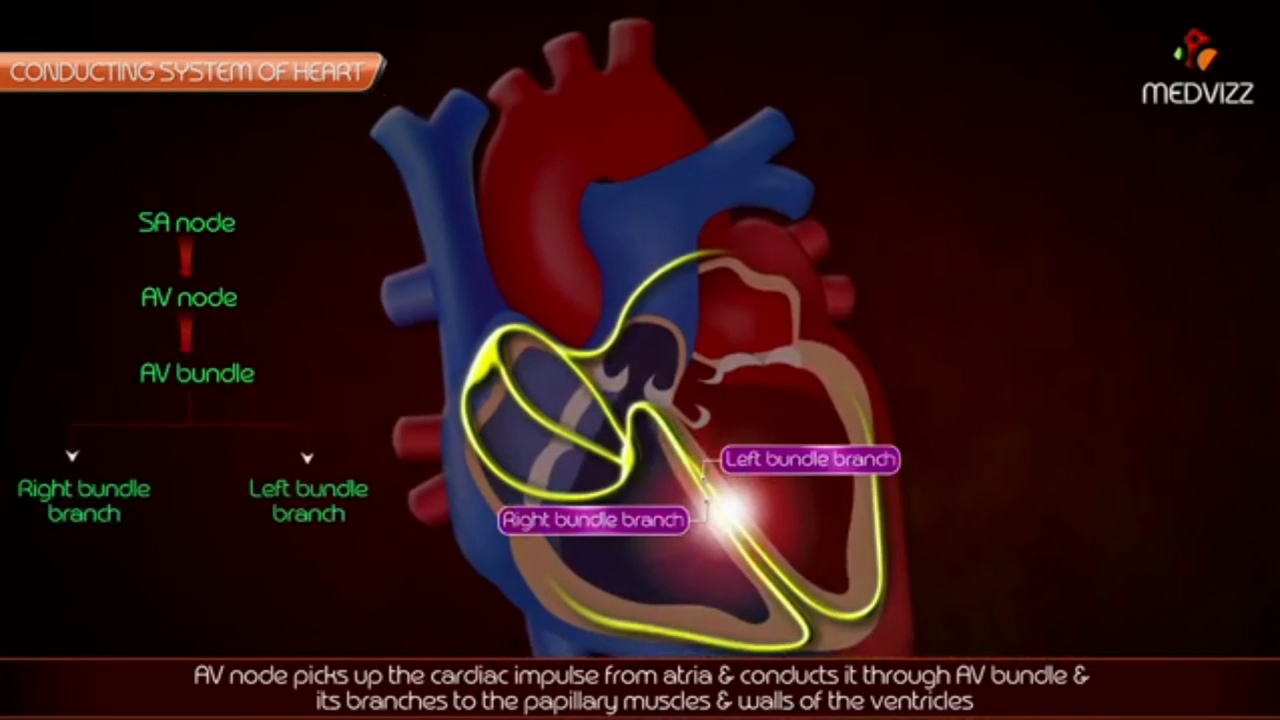 CONDUCTING SYSTEM OF HEART
MEDVIZZ
SA node
AV node
AV bundle
Right bundle
branch
Left bundle
branch
Left bundle branch
Right bundle branch
AV node picks up the cardiac impulse from atria & conducts it through AV bundle &
its branches to the papillary muscles & walls of the ventricles